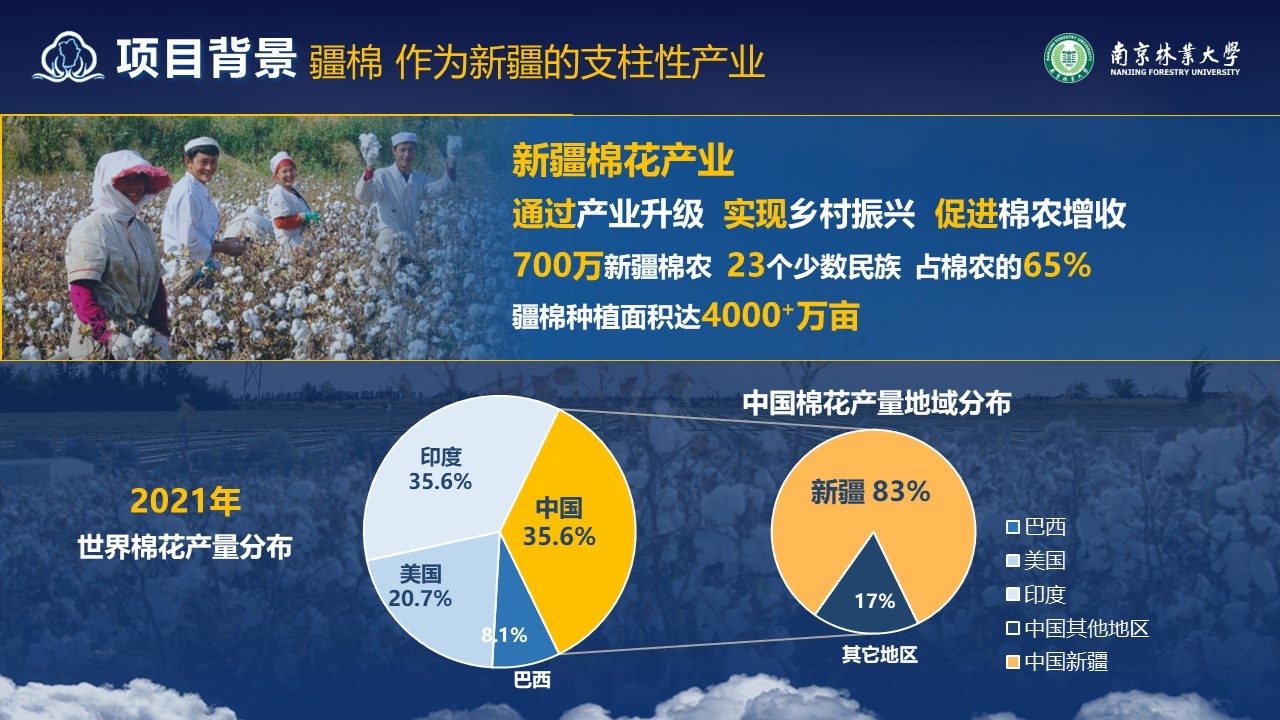 项目背景 疆棉 作为新疆的支柱性产业
南京林業大學
NANJING FORESTRY UNIVERSITY
新疆棉花产业
通过产业升级 实现乡村振兴 促进棉农增收
700万新疆棉农 23个少数民族 占棉农的65%
疆棉种植面积达4000+万亩
2021年
世界棉花产量分布
印度
35.6%
中国
35.6%
美国
20.7%
8.1%
巴西
中国棉花产量地域分布
新疆 83%
17%
其它地区
巴西
美国
印度
中国其他地区
中国新疆